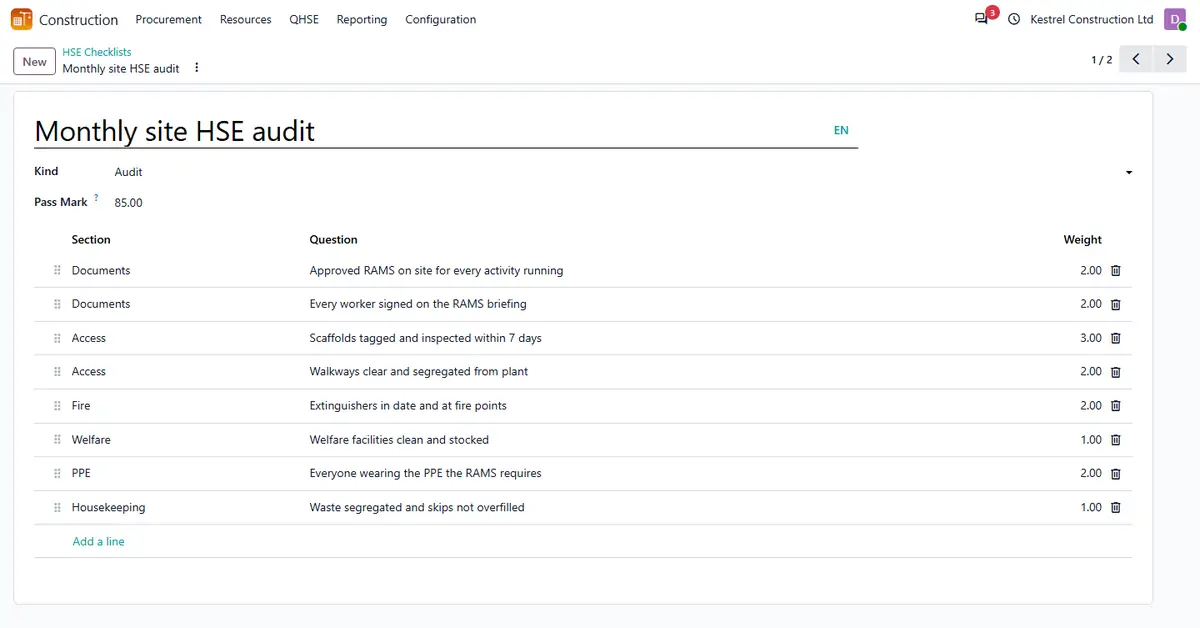 Construction Procurement Resources QHSE Reporting Configuration 3 Kestrel Construction Ltd D
New HSE Checklists 1 / 2
Monthly site HSE audit
Monthly site HSE audit EN
Kind Audit
Pass Mark ? 85.00
Section Question Weight
Documents Approved RAMS on site for every activity running 2.00
Documents Every worker signed on the RAMS briefing 2.00
Access Scaffolds tagged and inspected within 7 days 3.00
Access Walkways clear and segregated from plant 2.00
Fire Extinguishers in date and at fire points 2.00
Welfare Welfare facilities clean and stocked 1.00
PPE Everyone wearing the PPE the RAMS requires 2.00
Housekeeping Waste segregated and skips not overfilled 1.00
Add a line